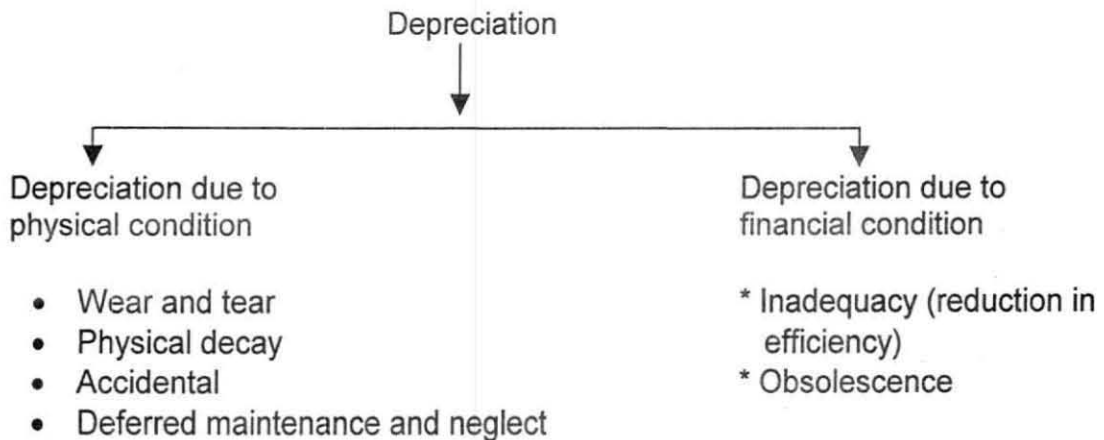 Depreciation
Depreciation due to
physical condition
• Wear and tear
• Physical decay
• Accidental
• Deferred maintenance and neglect
Depreciation due to
financial condition
* Inadequacy (reduction in
efficiency)
* Obsolescence